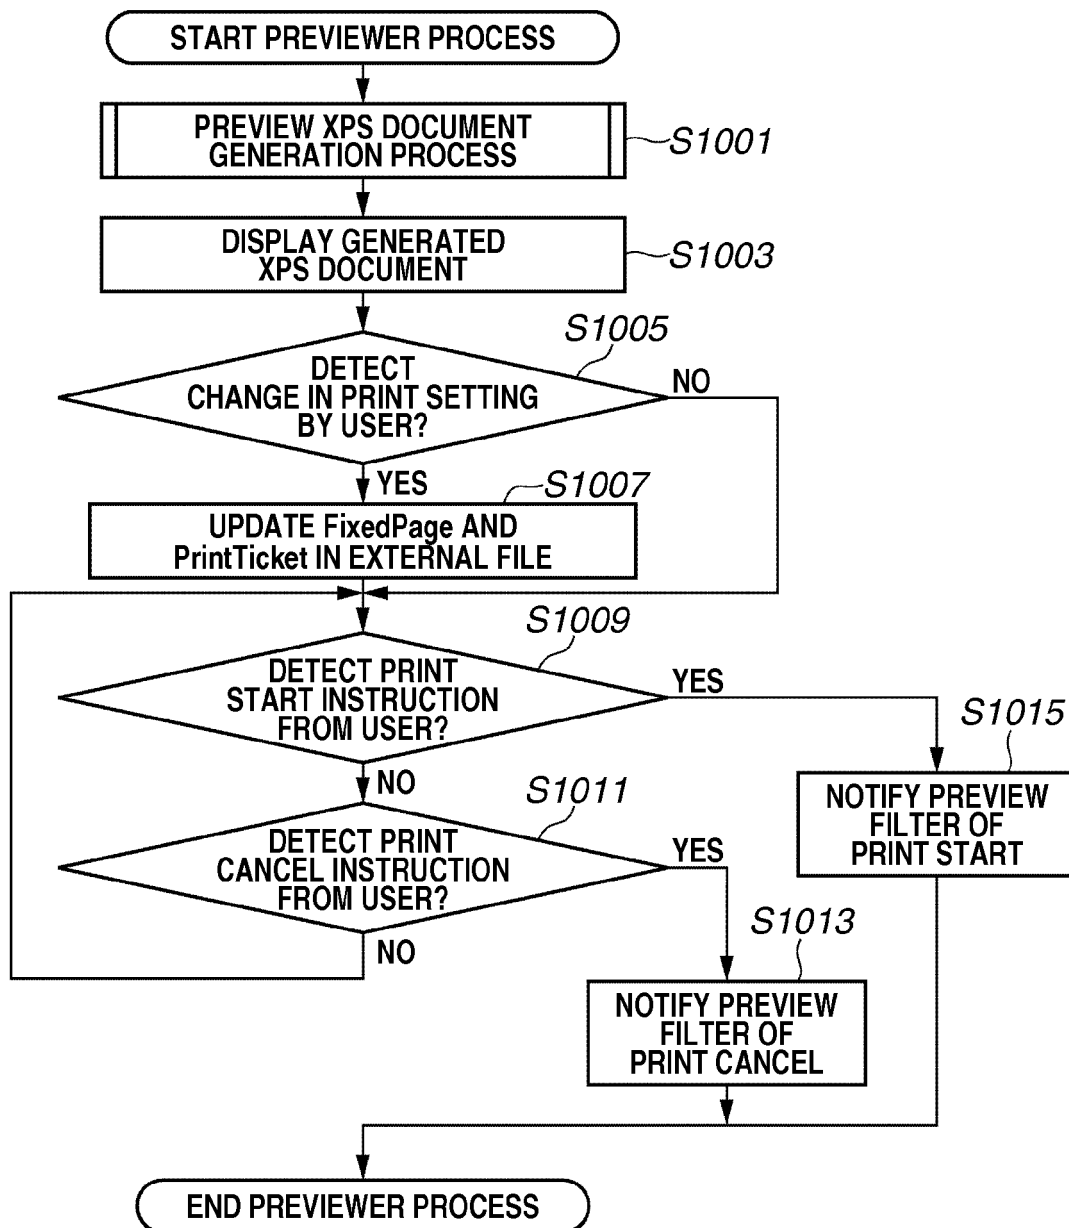 START PREVIEWER PROCESS
PREVIEW XPS DOCUMENT
GENERATION PROCESS
S1001
DISPLAY GENERATED
XPS DOCUMENT
S1003
S1005
DETECT
CHANGE IN PRINT SETTING
BY USER?
NO
YES
S1007
UPDATE FixedPage AND
PrintTicket IN EXTERNAL FILE
S1009
DETECT PRINT
START INSTRUCTION
FROM USER?
YES
NO
S1015
NOTIFY PREVIEW
FILTER OF
PRINT START
S1011
DETECT PRINT
CANCEL INSTRUCTION
FROM USER?
YES
NO
S1013
NOTIFY PREVIEW
FILTER OF
PRINT CANCEL
END PREVIEWER PROCESS